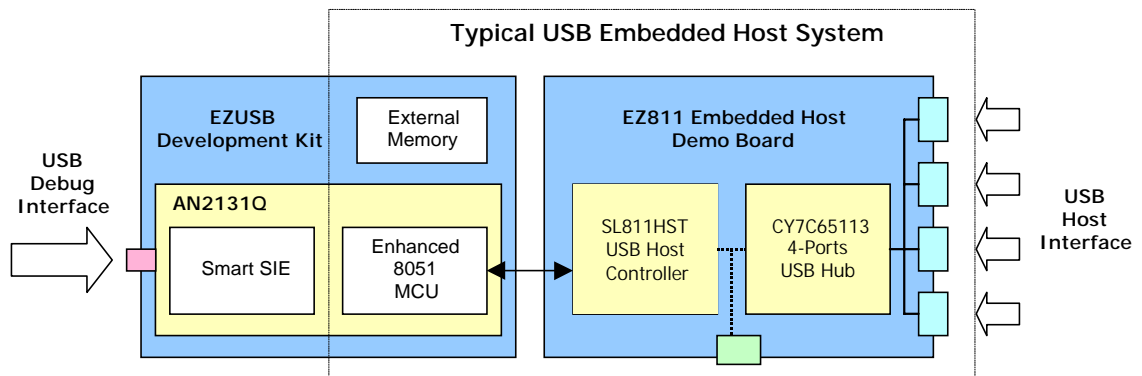 Typical USB Embedded Host System
EZUSB
Development Kit
External
Memory
EZ811 Embedded Host
Demo Board
USB
Debug
Interface
AN2131Q
Smart SIE
Enhanced
8051
MCU
SL811HST
USB Host
Controller
CY7C65113
4-Ports
USB Hub
USB
Host
Interface